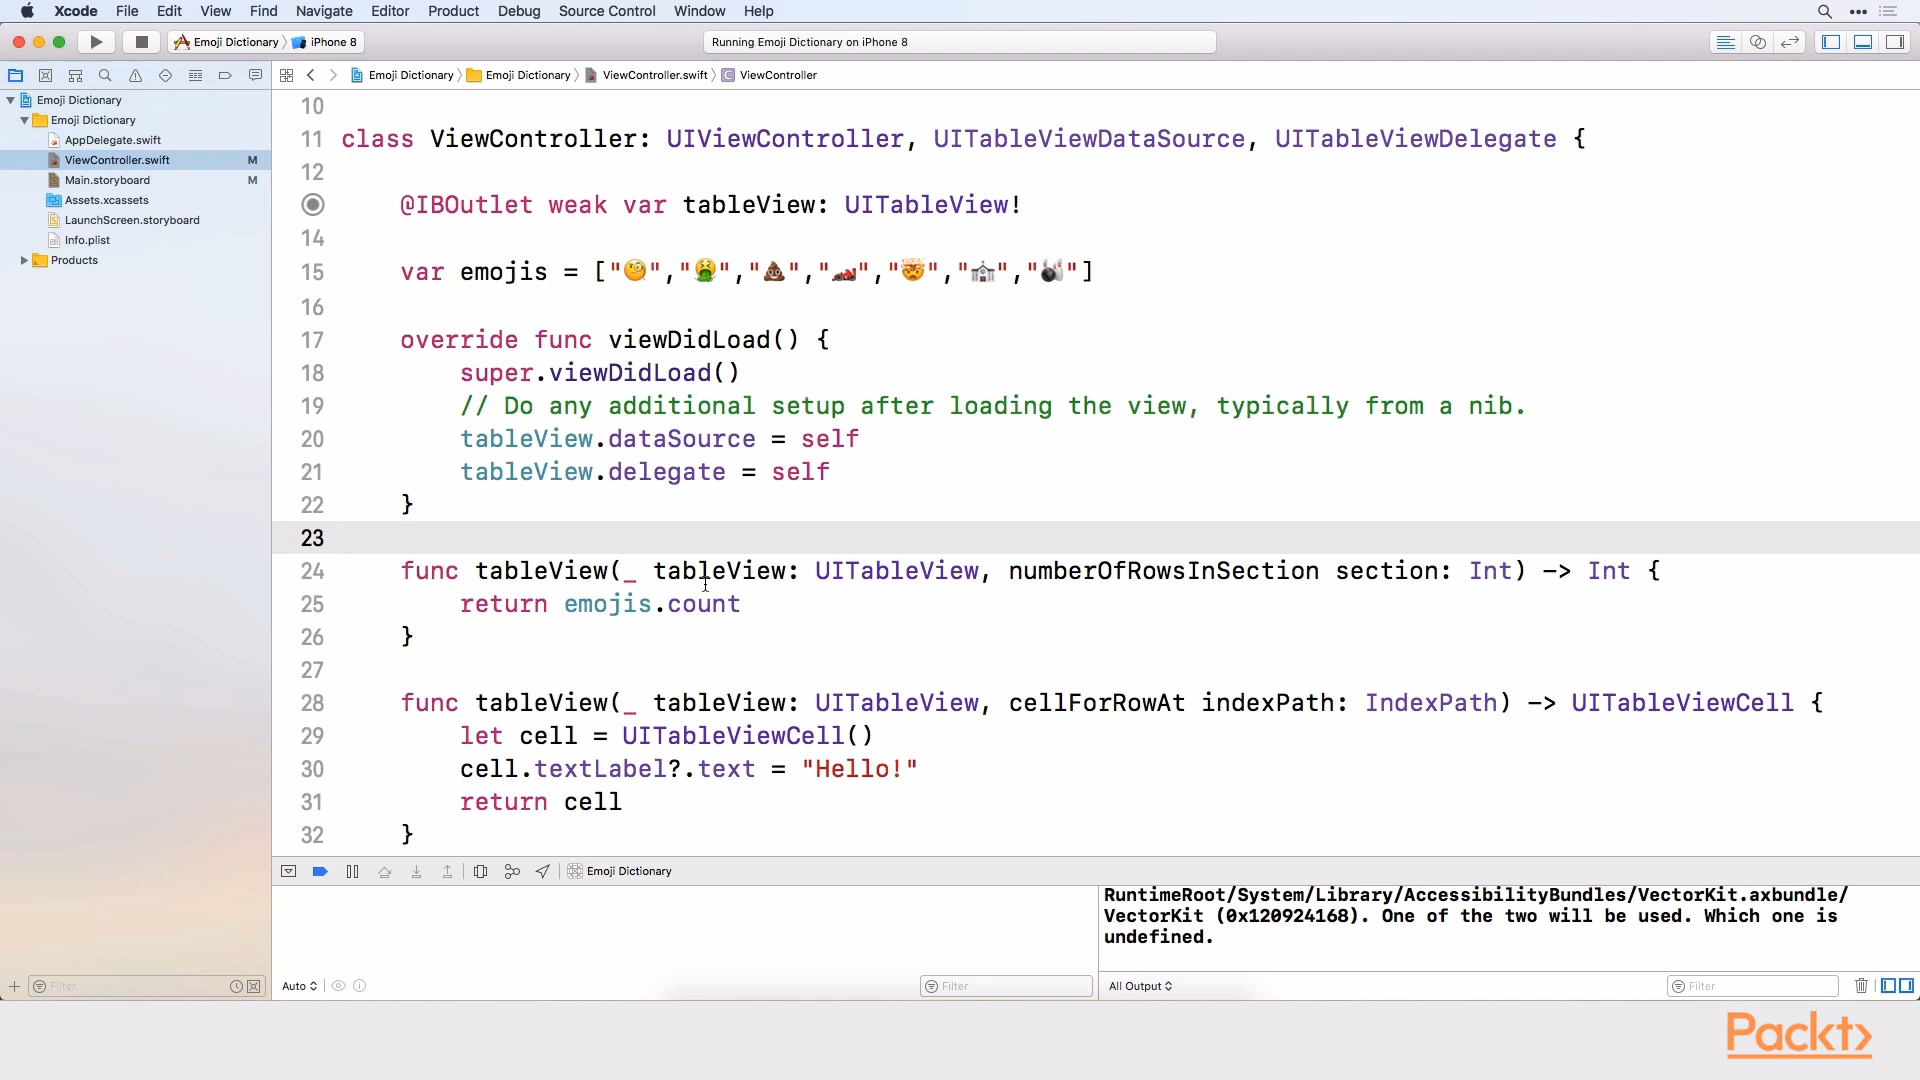 Xcode File Edit View Find Navigate Editor Product Debug Source Control Window Help
Emoji Dictionary iPhone 8
Running Emoji Dictionary on iPhone 8
Emoji Dictionary Emoji Dictionary ViewController.swift C ViewController
Emoji Dictionary
Emoji Dictionary
AppDelegate.swift
ViewController.swift M
Main.storyboard M
Assets.xcassets
LaunchScreen.storyboard
Info.plist
Products
10
11 class ViewController: UIViewController, UITableViewDataSource, UITableViewDelegate {
12
@IBOutlet weak var tableView: UITableView!
14
15 var emojis = ["🧐","🤮","💩","🏎","🤯","🏫","🎳"]
16
17 override func viewDidLoad() {
18 super.viewDidLoad()
19 // Do any additional setup after loading the view, typically from a nib.
20 tableView.dataSource = self
21 tableView.delegate = self
22 }
23
24 func tableView(_ tableView: UITableView, numberOfRowsInSection section: Int) -> Int {
25 return emojis.count
26 }
27
28 func tableView(_ tableView: UITableView, cellForRowAt indexPath: IndexPath) -> UITableViewCell {
29 let cell = UITableViewCell()
30 cell.textLabel?.text = "Hello!"
31 return cell
32 }
Emoji Dictionary
RuntimeRoot/System/Library/AccessibilityBundles/VectorKit.axbundle/
VectorKit (0x120924168). One of the two will be used. Which one is
undefined.
Filter
Auto
Filter
All Output
Filter
Packt>